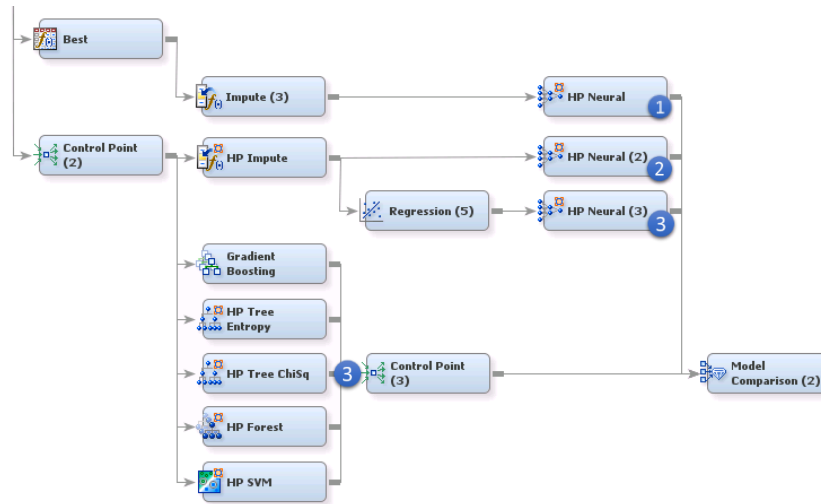 Best
Impute (3)
HP Neural
1
Control Point
(2)
HP Impute
HP Neural (2)
2
Regression (5)
HP Neural (3)
3
Gradient
Boosting
HP Tree
Entropy
HP Tree ChiSq
3
Control Point
(3)
Model
Comparison (2)
HP Forest
HP SVM